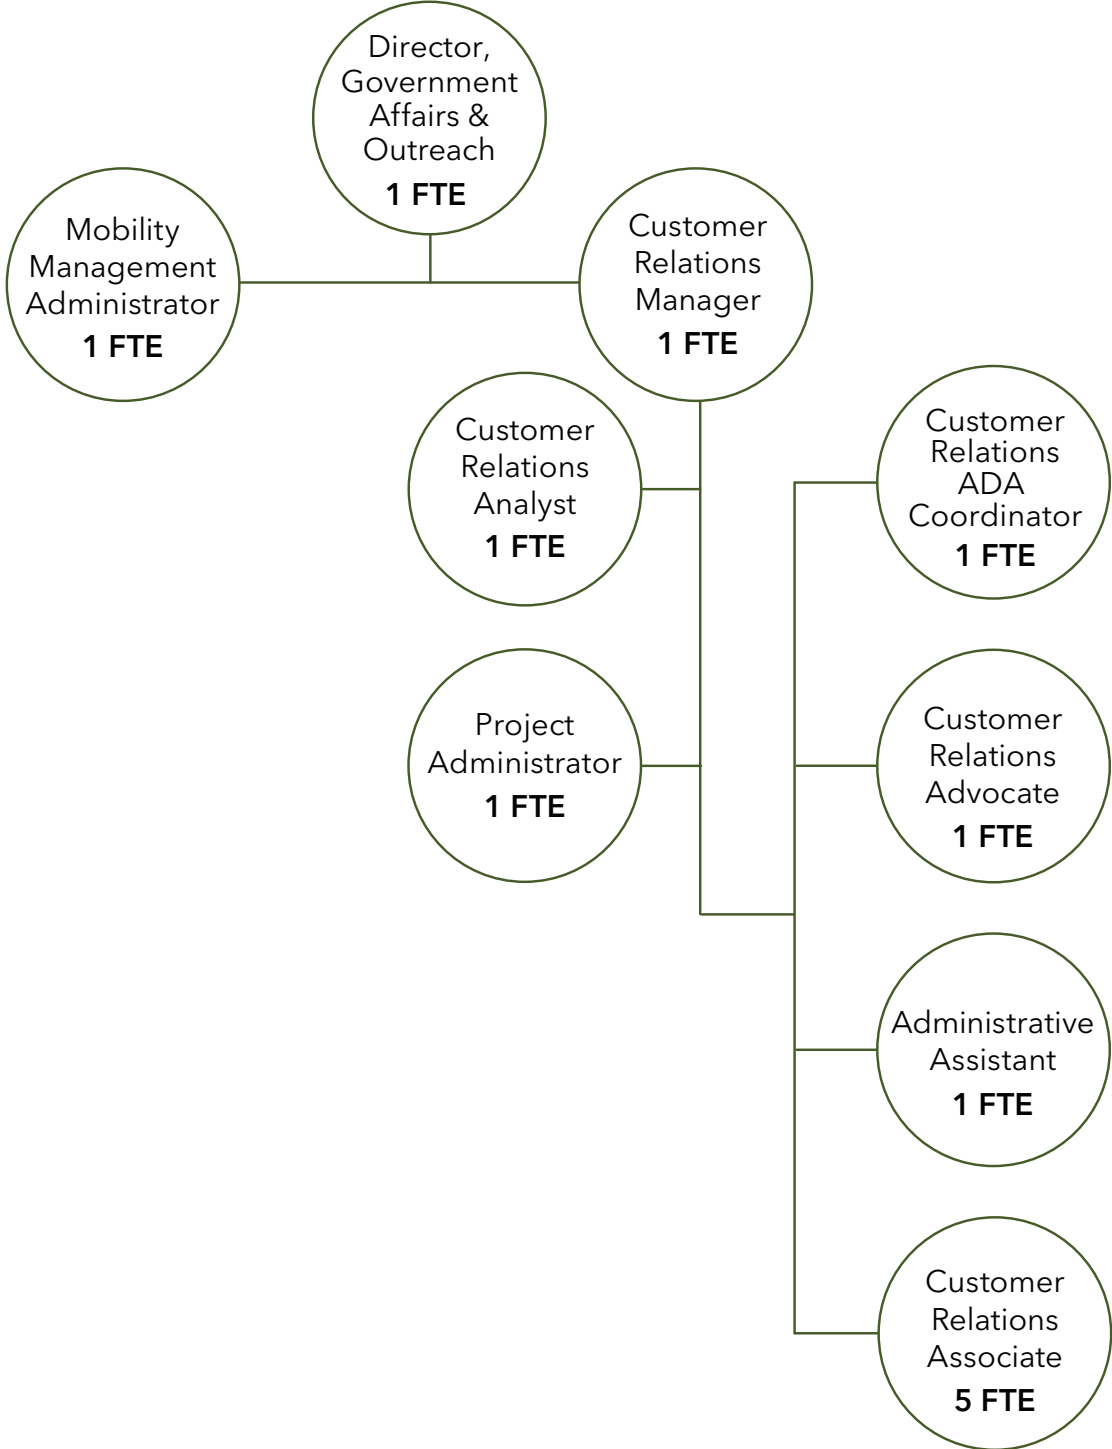 Director,
Government
Affairs &
Outreach
1 FTE
Mobility
Management
Administrator
1 FTE
Customer
Relations
Manager
1 FTE
Customer
Relations
Analyst
1 FTE
Customer
Relations
ADA
Coordinator
1 FTE
Project
Administrator
1 FTE
Customer
Relations
Advocate
1 FTE
Administrative
Assistant
1 FTE
Customer
Relations
Associate
5 FTE